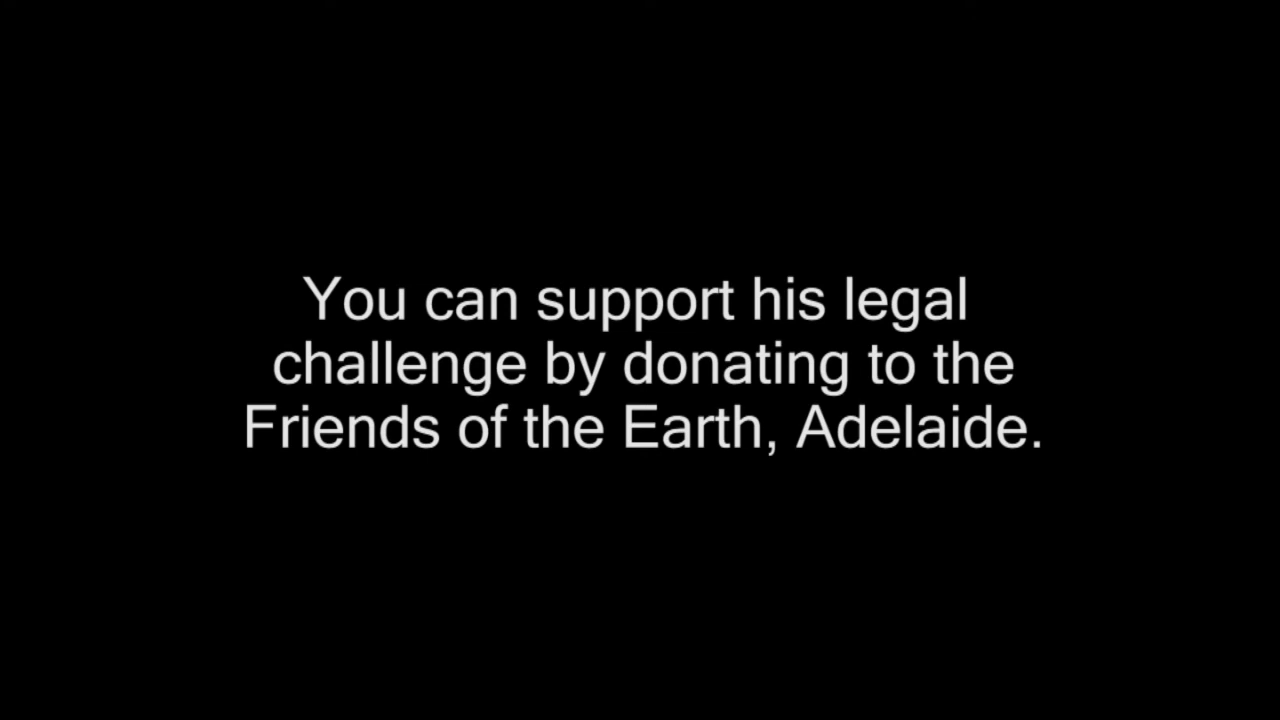 You can support his legal
challenge by donating to the
Friends of the Earth, Adelaide.